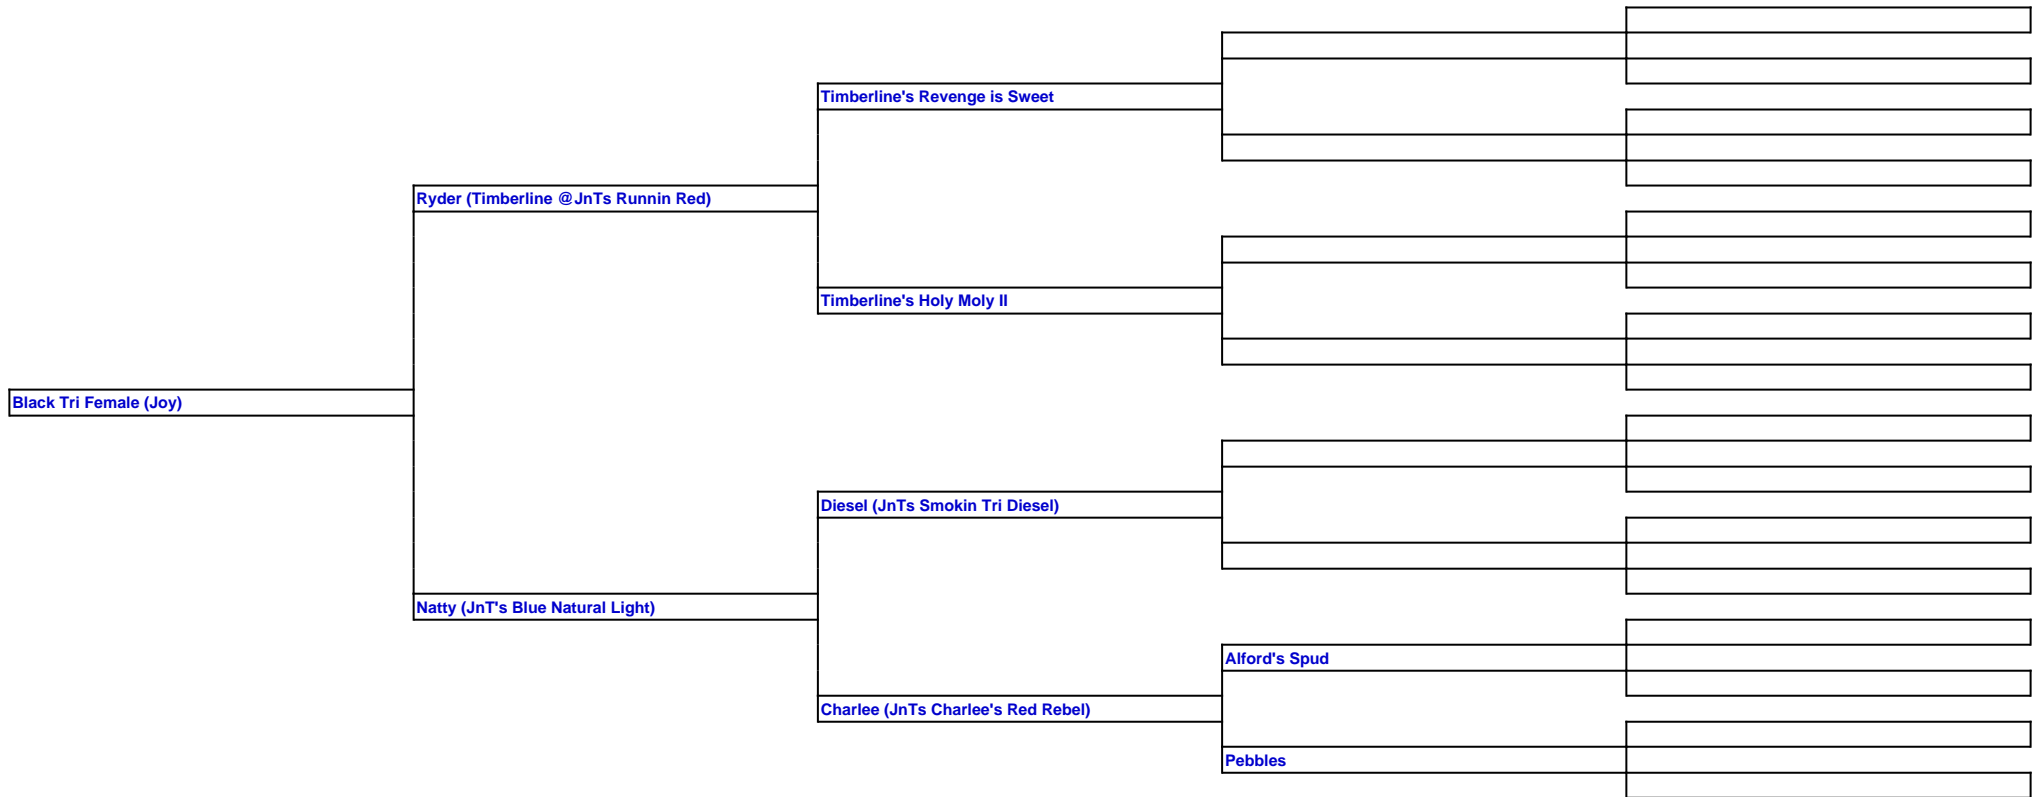 Timberline's Revenge is Sweet
Ryder (Timberline @JnTs Runnin Red)
Timberline's Holy Moly II
Black Tri Female (Joy)
Diesel (JnTs Smokin Tri Diesel)
Natty (JnT's Blue Natural Light)
Alford's Spud
Charlee (JnTs Charlee's Red Rebel)
Pebbles